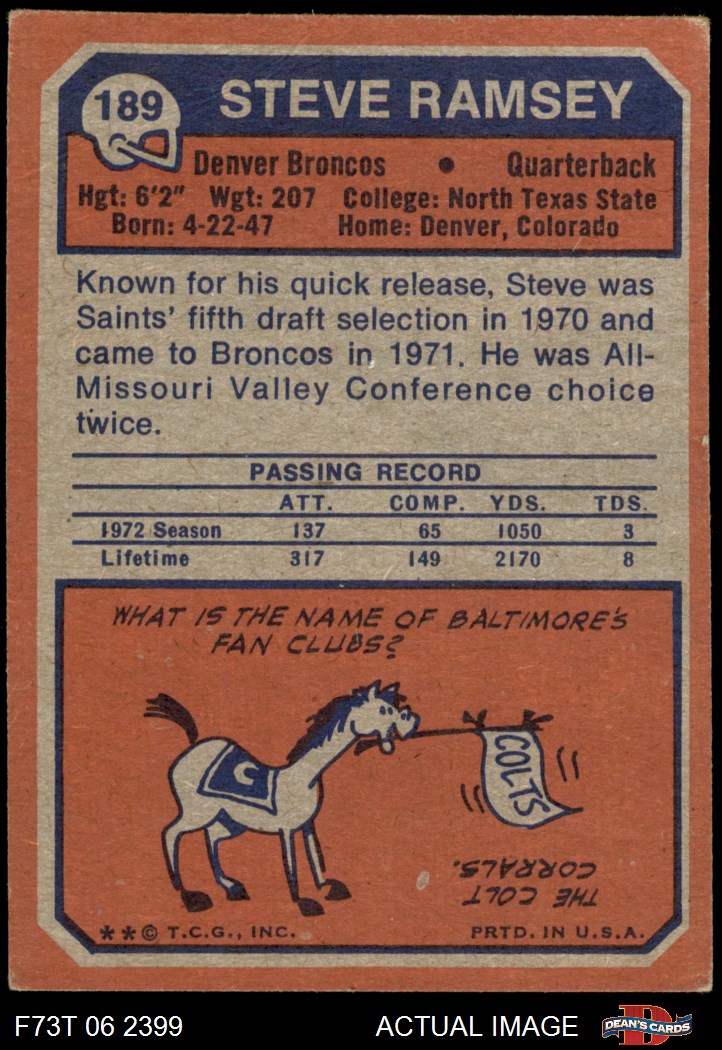 189
STEVE RAMSEY
Denver Broncos • Quarterback
Hgt: 6'2" Wgt: 207 College: North Texas State
Born: 4-22-47 Home: Denver, Colorado
Known for his quick release, Steve was
Saints' fifth draft selection in 1970 and
came to Broncos in 1971. He was All-
Missouri Valley Conference choice
twice.
PASSING RECORD
ATT. COMP. YDS. TDS.
1972 Season 137 65 1050 3
Lifetime 317 149 2170 8
WHAT IS THE NAME OF BALTIMORE'S
FAN CLUBS?
C
COLTS
THE COLT
CORRALS.
**© T.C.G., INC. PRTD. IN U.S.A.
F73T 06 2399 ACTUAL IMAGE D DEAN'S CARDS